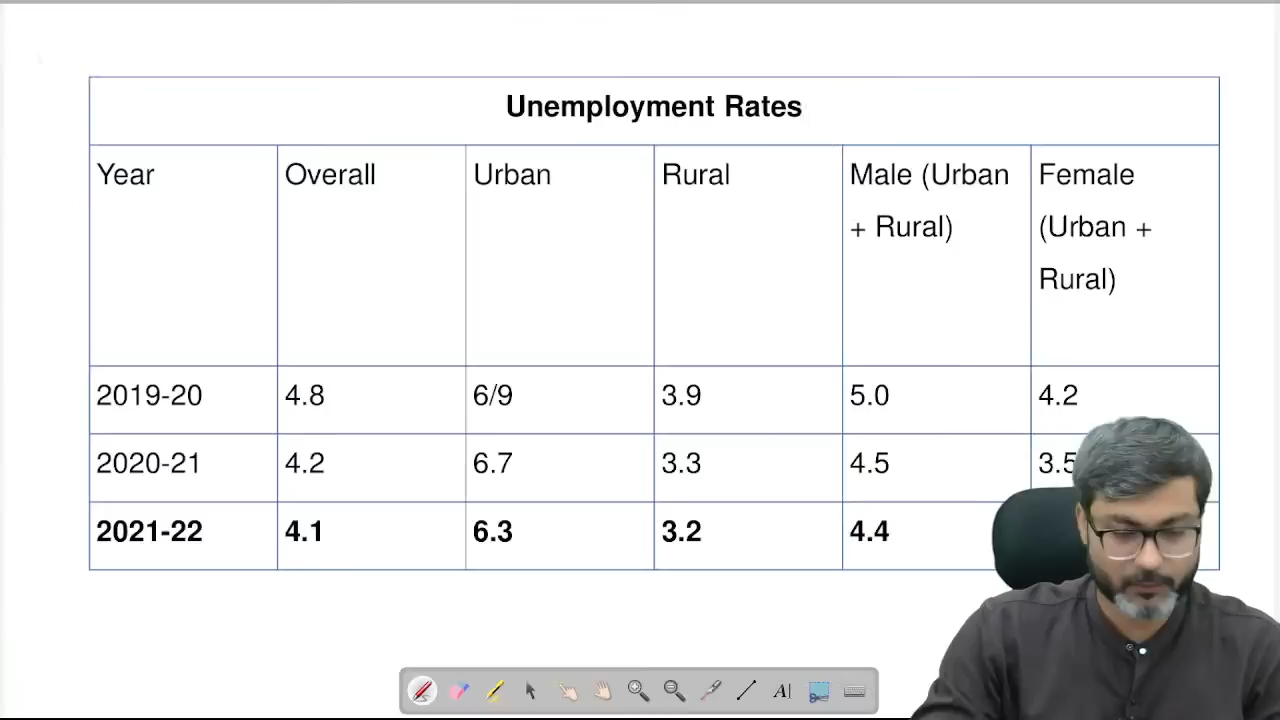 Unemployment Rates
Year Overall Urban Rural Male (Urban Female
+ Rural) (Urban +
Rural)
2019-20 4.8 6/9 3.9 5.0 4.2
2020-21 4.2 6.7 3.3 4.5 3.5
2021-22 4.1 6.3 3.2 4.4